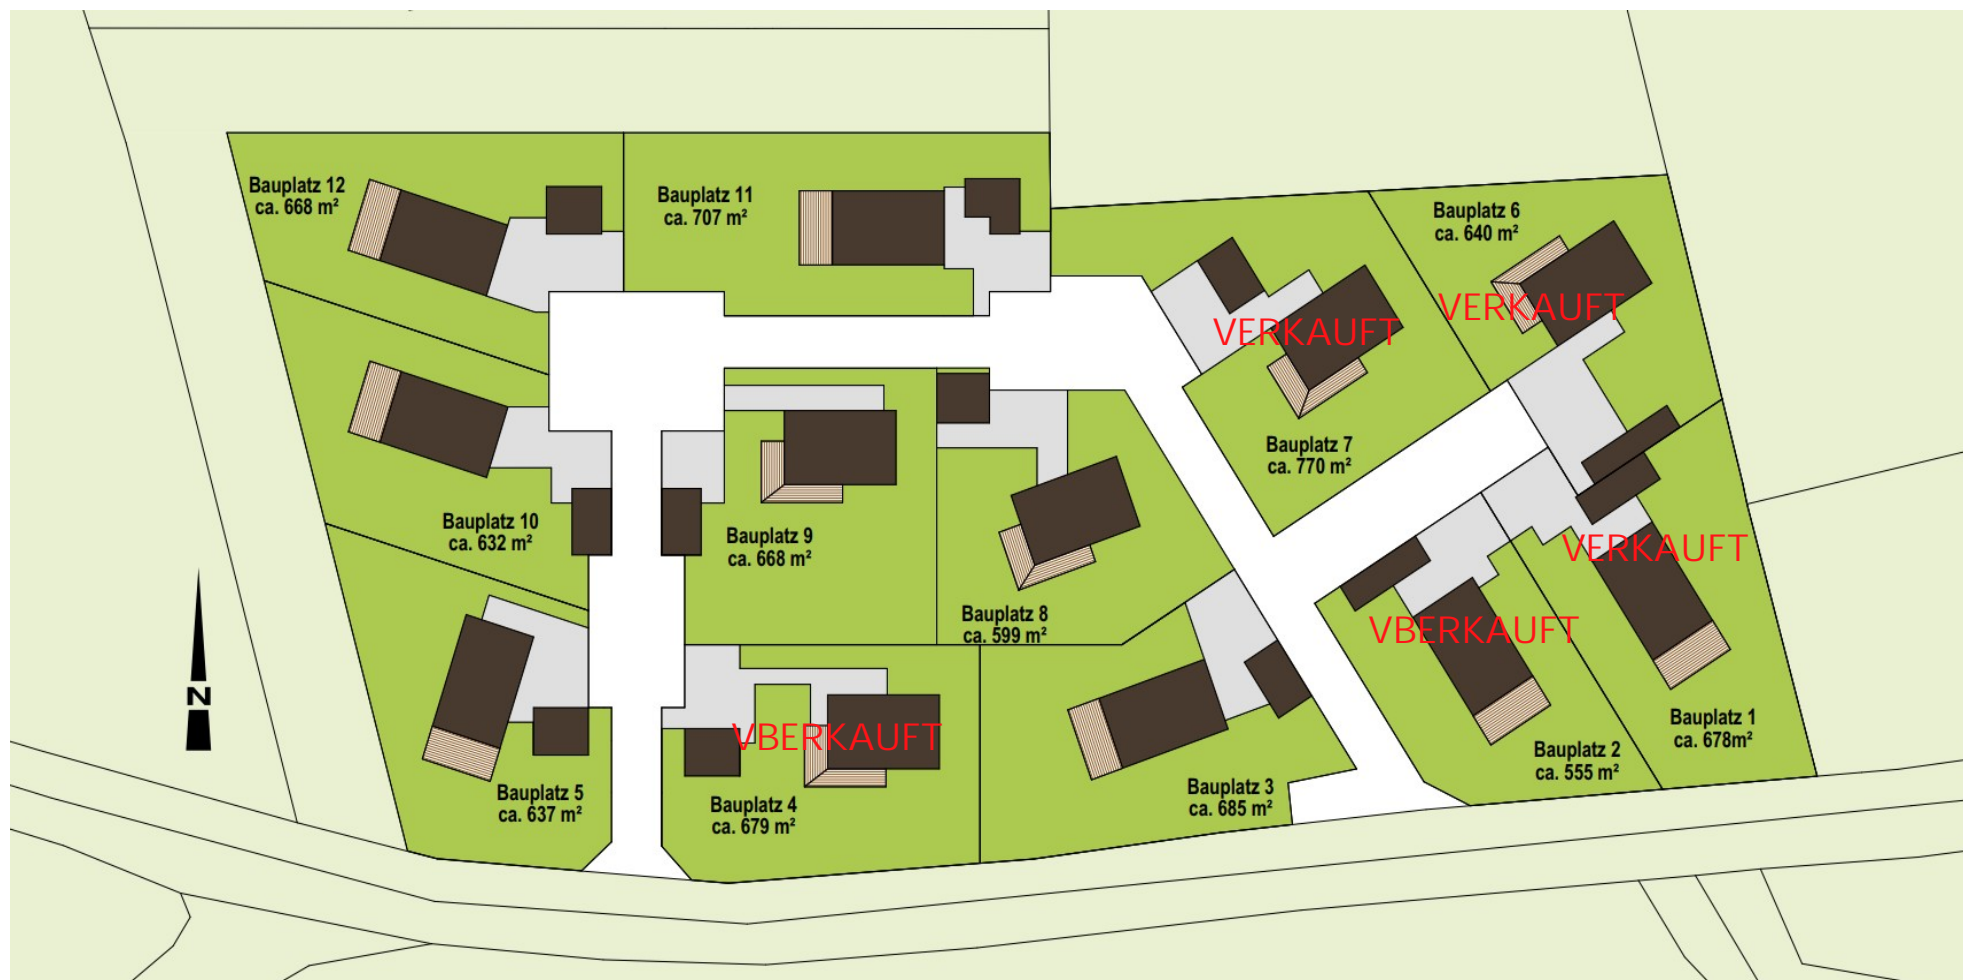 Bauplatz 12
ca. 668 m²
Bauplatz 11
ca. 707 m²
Bauplatz 6
ca. 640 m²
VERKAUFT
VERKAUFT
Bauplatz 7
ca. 770 m²
Bauplatz 10
ca. 632 m²
Bauplatz 9
ca. 668 m²
VERKAUFT
Bauplatz 8
ca. 599 m²
VBERKAUFT
N
Bauplatz 1
ca. 678m²
VBERKAUFT
Bauplatz 2
ca. 555 m²
Bauplatz 5
ca. 637 m²
Bauplatz 4
ca. 679 m²
Bauplatz 3
ca. 685 m²